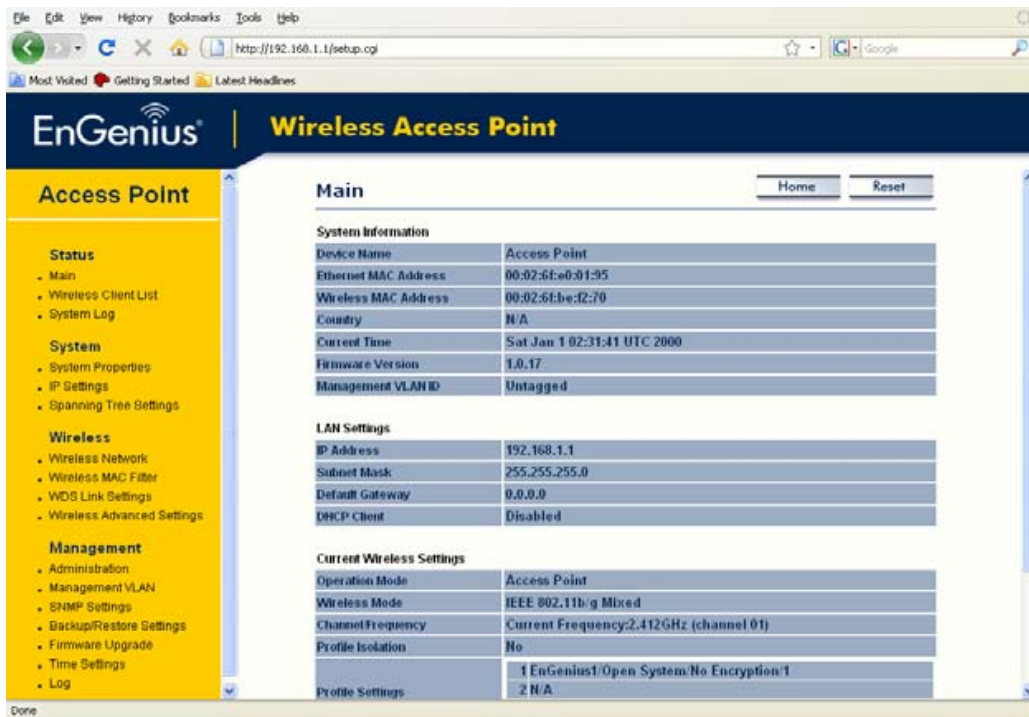 File Edit View History Bookmarks Tools Help
http://192.168.1.1/setup.cgi
G Google
Most Visited Getting Started Latest Headlines
EnGenius® Wireless Access Point
Access Point
Status
Main
Wireless Client List
System Log
System
System Properties
IP Settings
Spanning Tree Settings
Wireless
Wireless Network
Wireless MAC Filter
WDS Link Settings
Wireless Advanced Settings
Management
Administration
Management VLAN
SNMP Settings
Backup/Restore Settings
Firmware Upgrade
Time Settings
Log
Main Home Reset
System Information
Device Name Access Point
Ethernet MAC Address 00:02:6f:e0:01:95
Wireless MAC Address 00:02:6f:be:f2:70
Country N/A
Current Time Sat Jan 1 02:31:41 UTC 2000
Firmware Version 1.0.17
Management VLAN ID Untagged
LAN Settings
IP Address 192.168.1.1
Subnet Mask 255.255.255.0
Default Gateway 0.0.0.0
DHCP Client Disabled
Current Wireless Settings
Operation Mode Access Point
Wireless Mode IEEE 802.11b/g Mixed
Channel/Frequency Current Frequency:2.412GHz (channel 01)
Profile Isolation No
Profile Settings
1 EnGenius1/Open System/No Encryption/1
2 N/A
Done